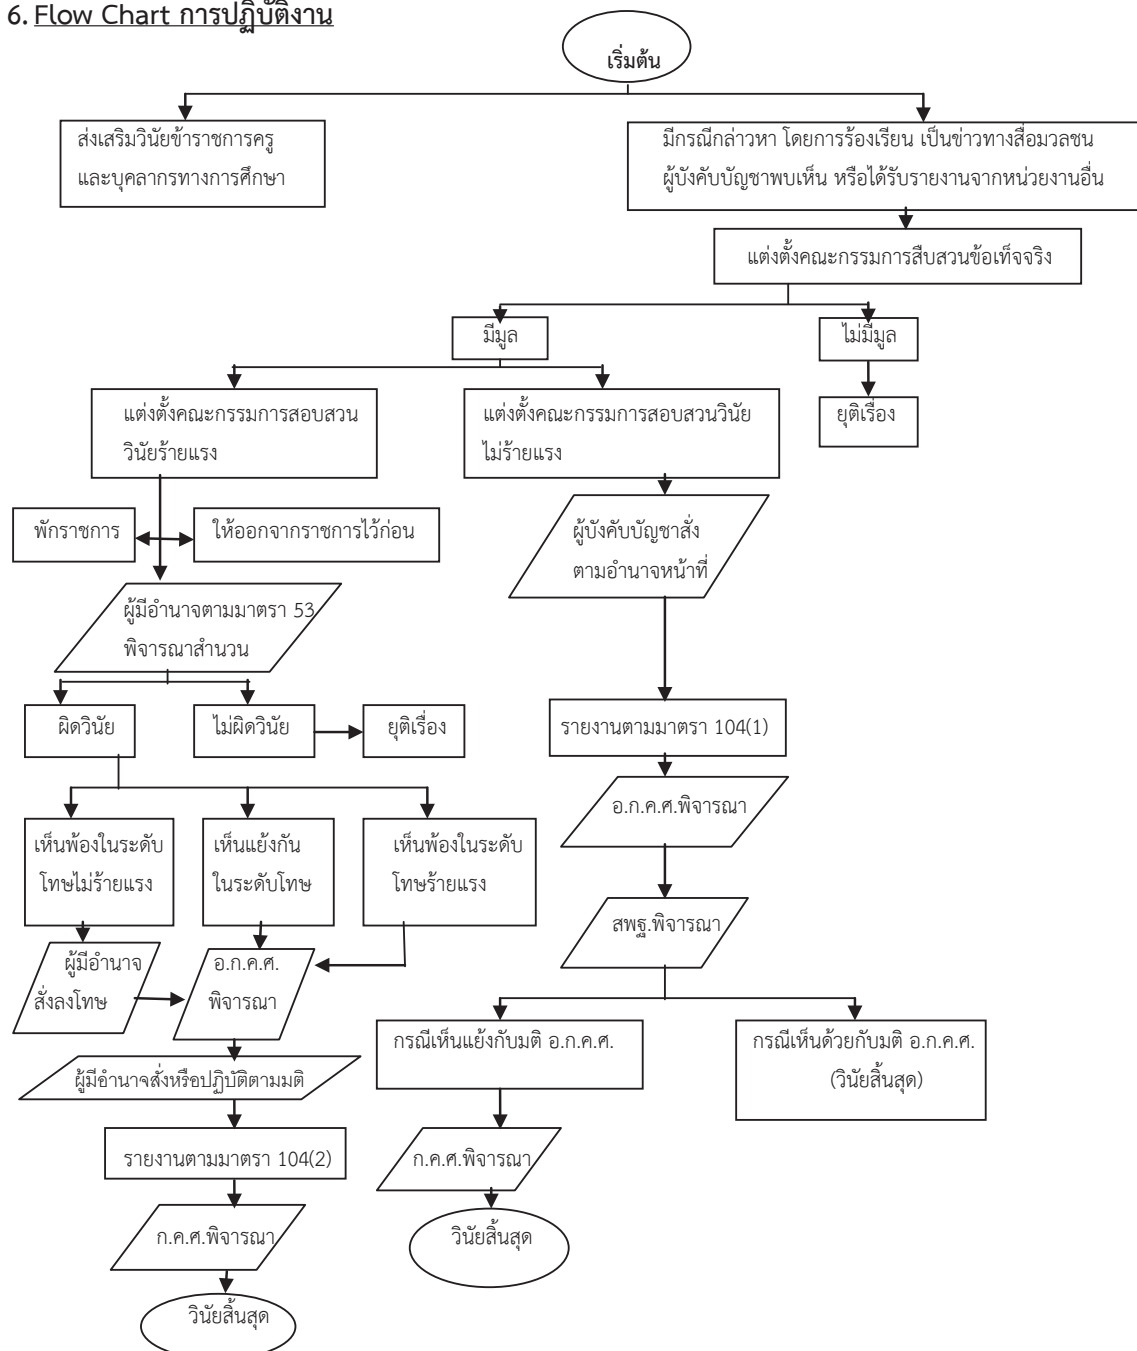 6. Flow Chart การปฏิบัติงาน
เริ่มต้น
ส่งเสริมวินัยข้าราชการครู
และบุคลากรทางการศึกษา
มีกรณีกล่าวหา โดยการร้องเรียน เป็นข่าวทางสื่อมวลชน
ผู้บังคับบัญชาพบเห็น หรือได้รับรายงานจากหน่วยงานอื่น
แต่งตั้งคณะกรรมการสืบสวนข้อเท็จจริง
มีมูล
ไม่มีมูล
ยุติเรื่อง
แต่งตั้งคณะกรรมการสอบสวน
วินัยร้ายแรง
แต่งตั้งคณะกรรมการสอบสวนวินัย
ไม่ร้ายแรง
พักราชการ
ให้ออกจากราชการไว้ก่อน
ผู้บังคับบัญชาสั่ง
ตามอำนาจหน้าที่
ผู้มีอำนาจตามมาตรา 53
พิจารณาสำนวน
ผิดวินัย
ไม่ผิดวินัย
ยุติเรื่อง
รายงานตามมาตรา 104(1)
อ.ก.ค.ศ.พิจารณา
เห็นพ้องในระดับ
โทษไม่ร้ายแรง
เห็นแย้งกัน
ในระดับโทษ
เห็นพ้องในระดับ
โทษร้ายแรง
สพฐ.พิจารณา
ผู้มีอำนาจ
สั่งลงโทษ
อ.ก.ค.ศ.
พิจารณา
กรณีเห็นแย้งกับมติ อ.ก.ค.ศ.
กรณีเห็นด้วยกับมติ อ.ก.ค.ศ.
(วินัยสิ้นสุด)
ผู้มีอำนาจสั่งหรือปฏิบัติตามมติ
รายงานตามมาตรา 104(2)
ก.ค.ศ.พิจารณา
วินัยสิ้นสุด
ก.ค.ศ.พิจารณา
วินัยสิ้นสุด